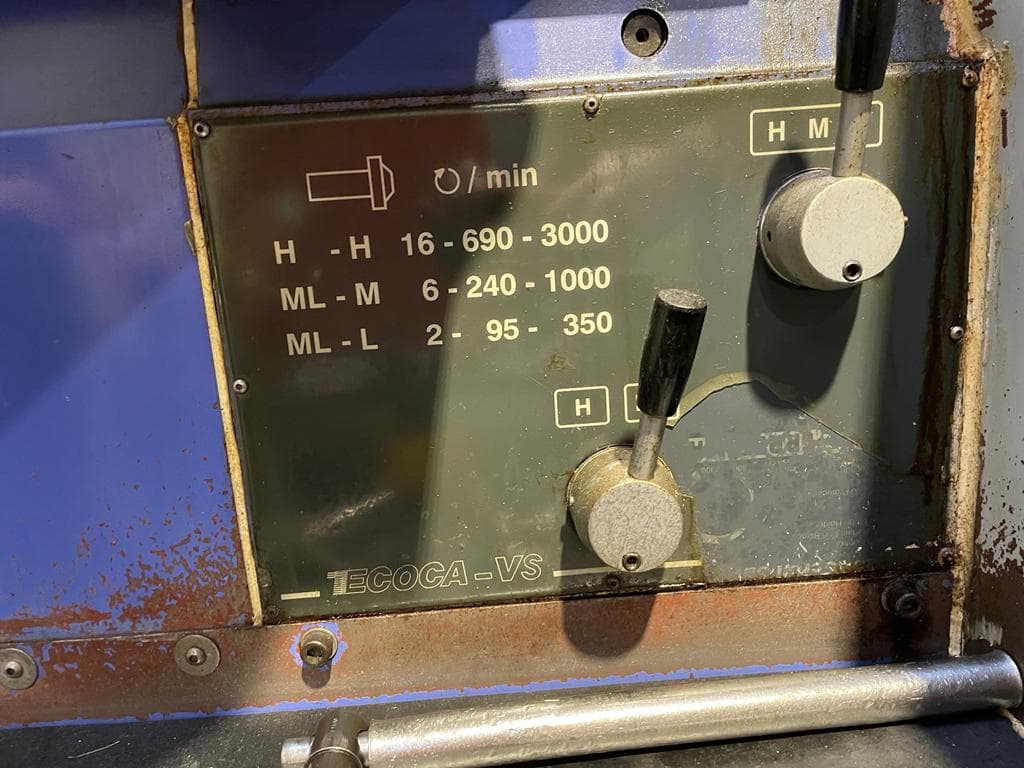 H M
↻/min
H - H 16 - 690 - 3000
ML - M 6 - 240 - 1000
ML - L 2 - 95 - 350
H
TECOCA - VS